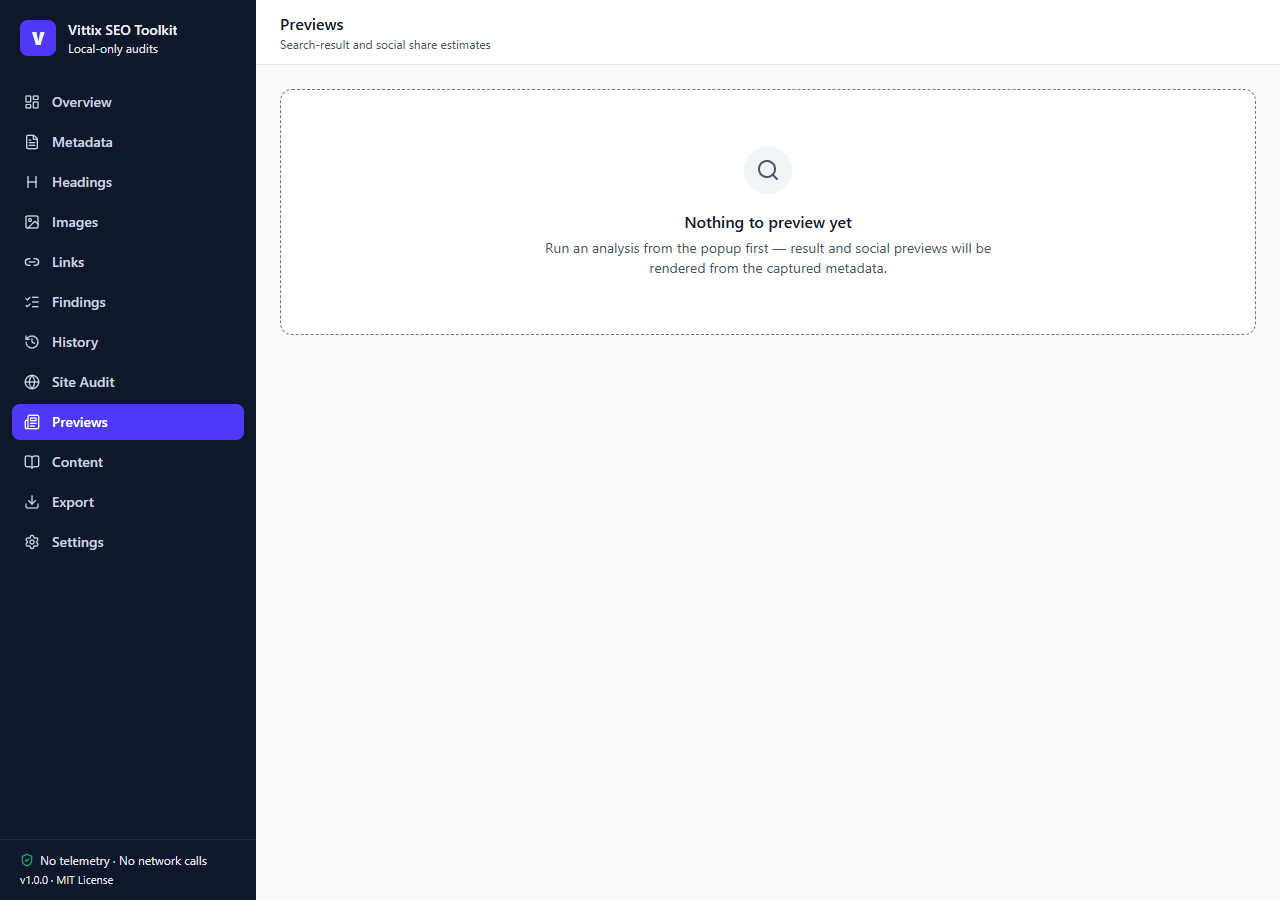 V
Vittix SEO Toolkit
Local-only audits
Overview
Metadata
Headings
Images
Links
Findings
History
Site Audit
Previews
Content
Export
Settings
No telemetry · No network calls
v1.0.0 · MIT License
Previews
Search-result and social share estimates
Nothing to preview yet
Run an analysis from the popup first — result and social previews will be
rendered from the captured metadata.